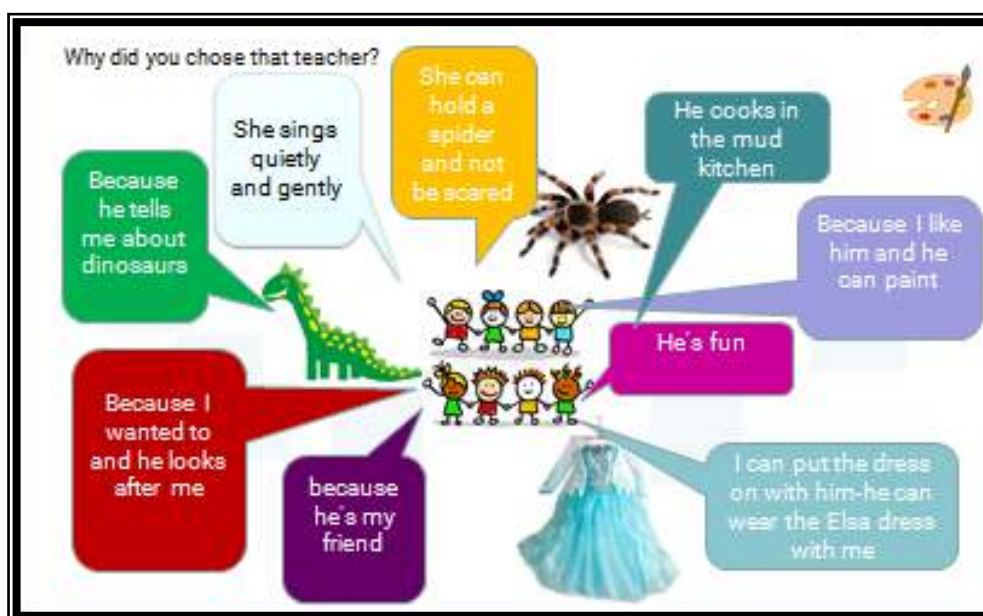 Why did you chose that teacher?
She can
hold a
spider
and not
be scared
She sings
quietly
and gently
He cooks in
the mud
kitchen
Because
he tells
me about
dinosaurs
Because I like
him and he
can paint
He's fun
Because I
wanted to
and he looks
after me
because
he's my
friend
I can put the dress
on with him-he can
wear the Elsa dress
with me